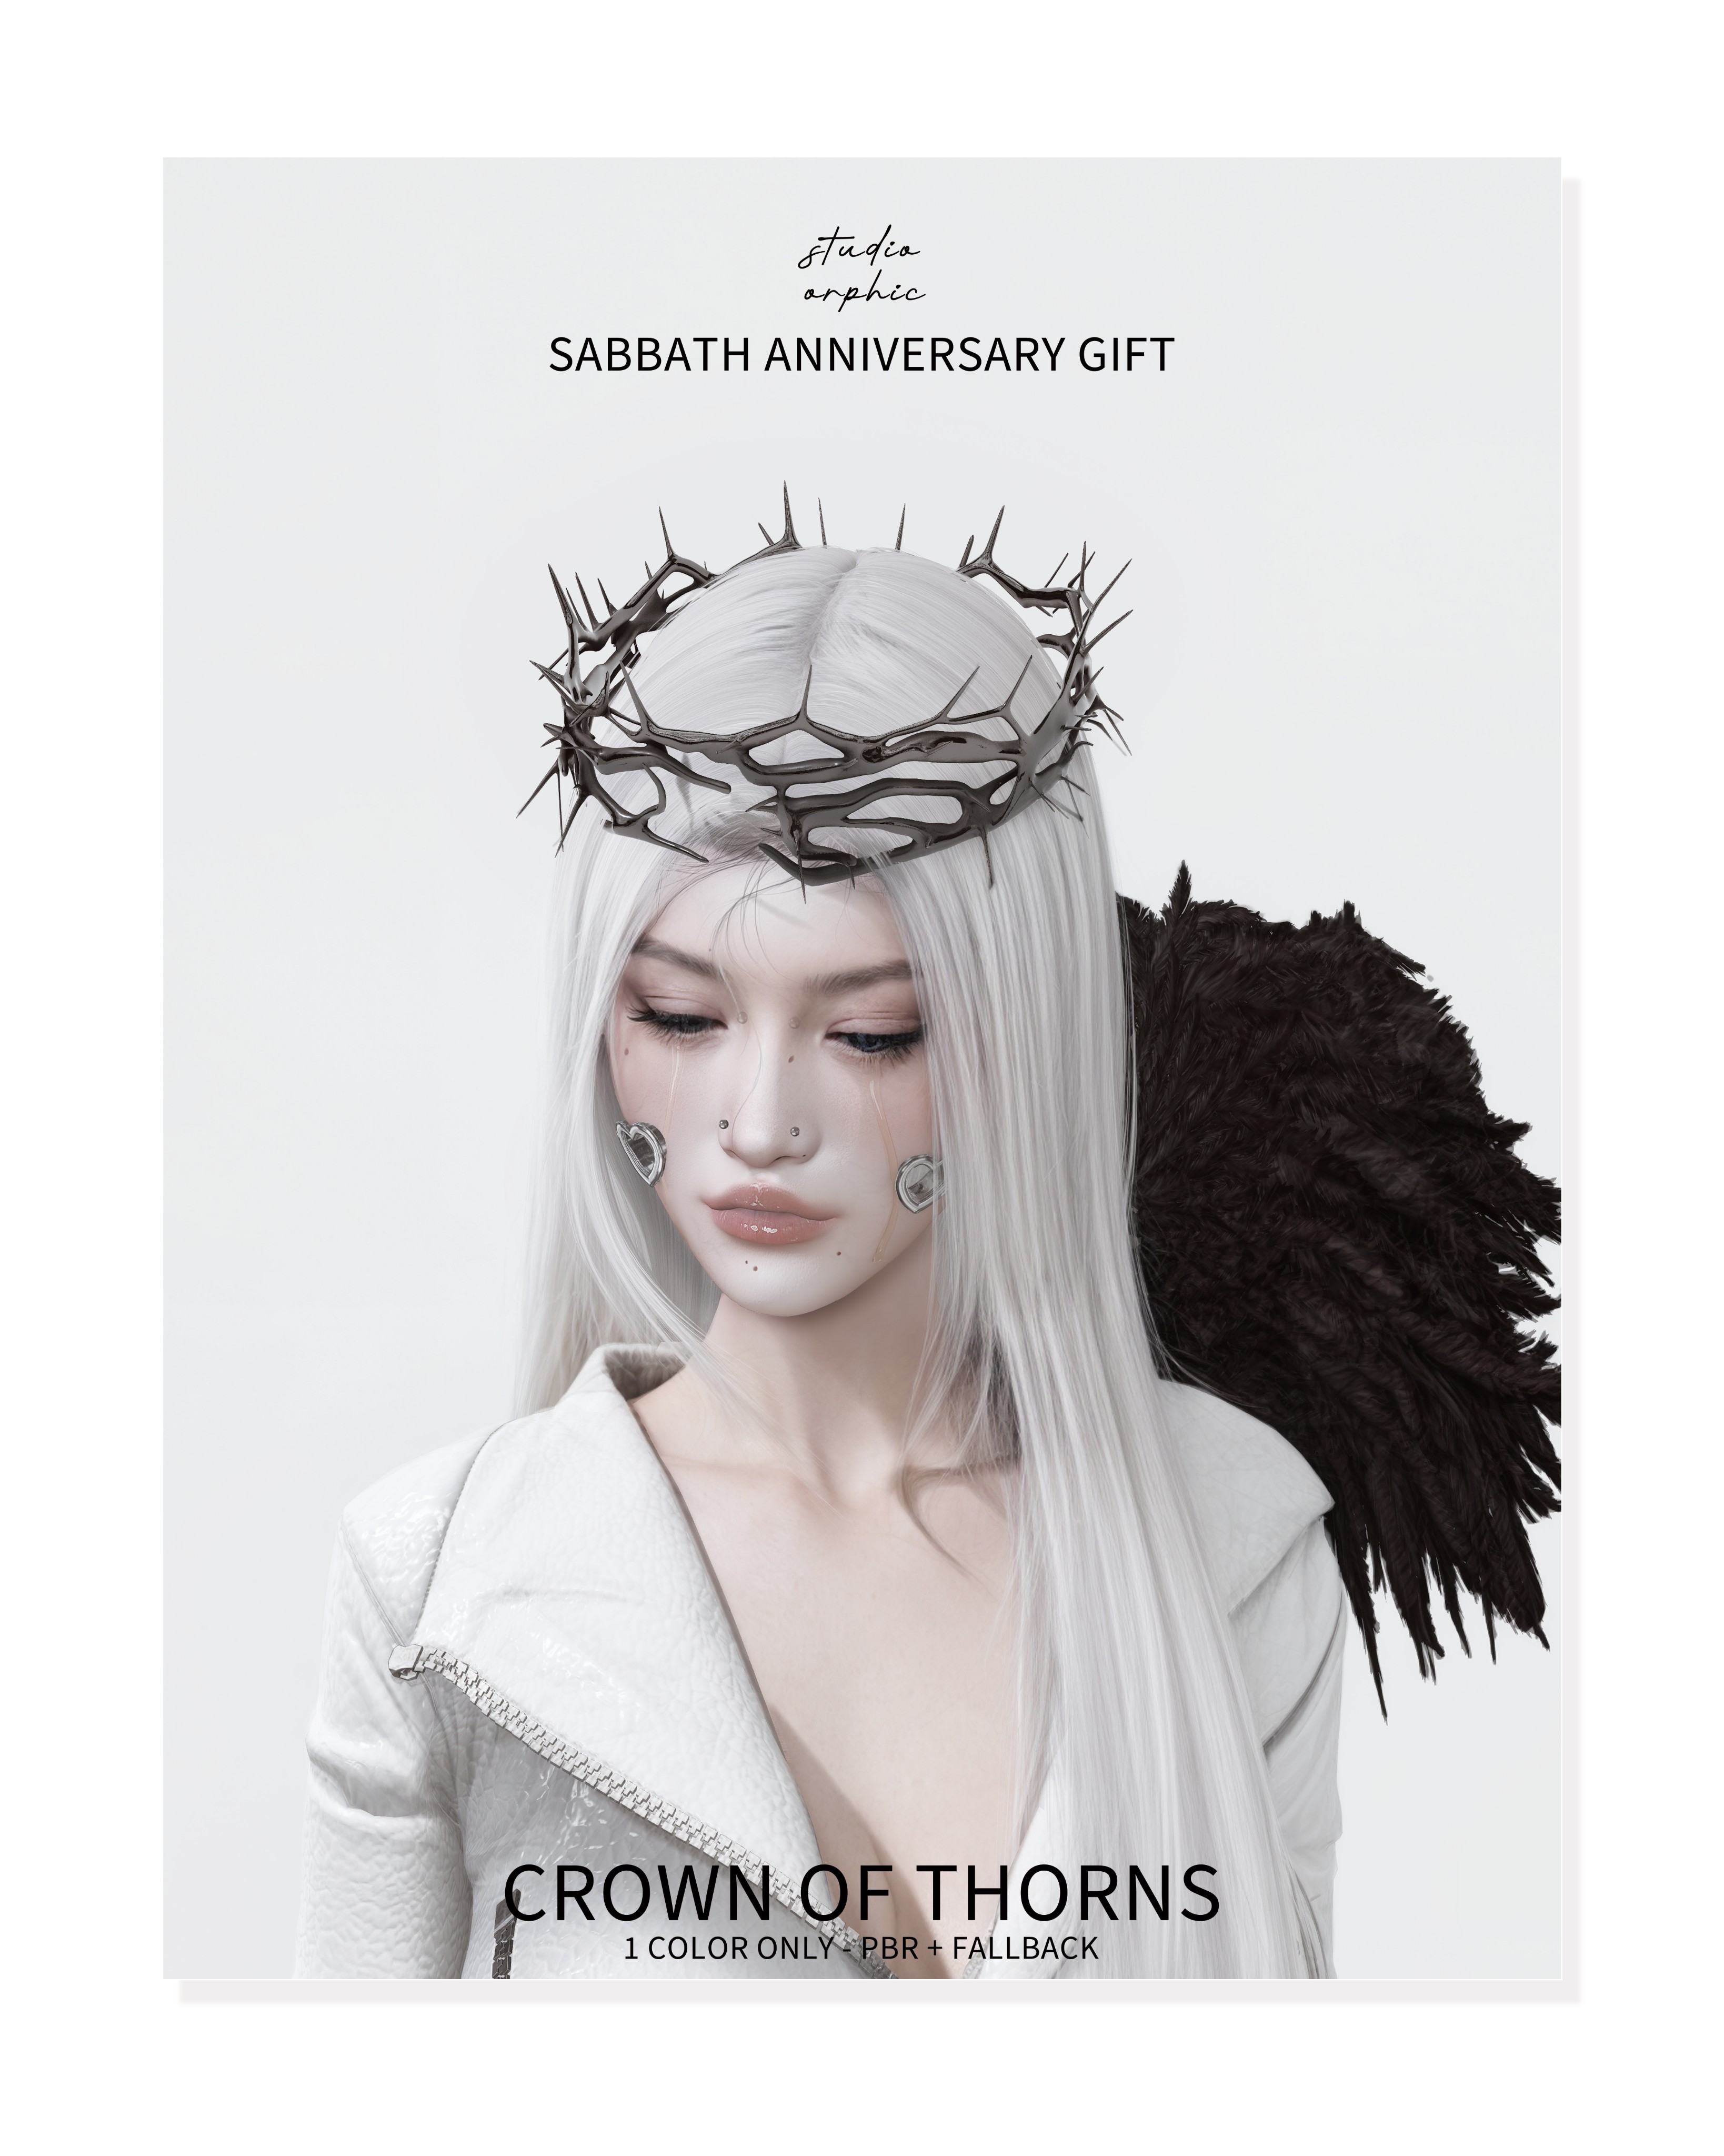 studio
orphic
SABBATH ANNIVERSARY GIFT
CROWN OF THORNS
1 COLOR ONLY - PBR + FALLBACK